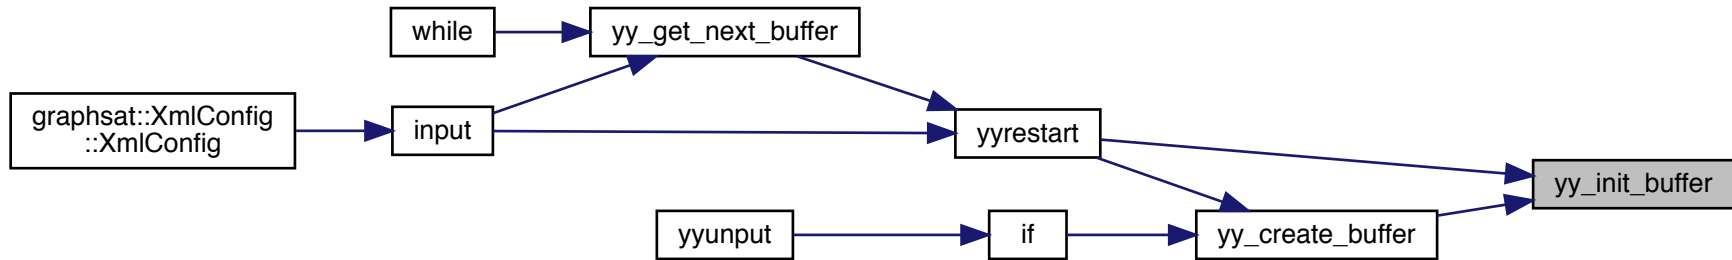 while
yy_get_next_buffer
graphsat::XmlConfig
::XmlConfig
input
yyrestart
yy_init_buffer
yyunput
if
yy_create_buffer